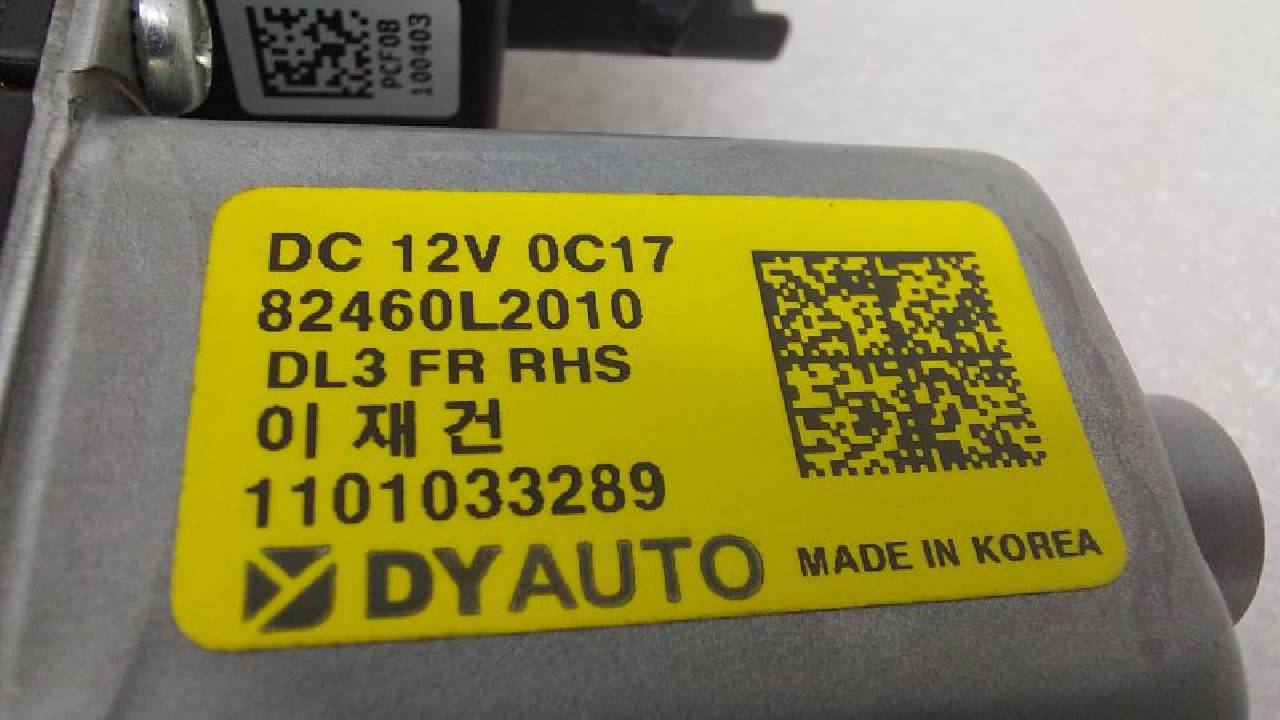 PCF08
100403
DC 12V 0C17
82460L2010
DL3 FR RHS
이재건
1101033289
DYAUTO
MADE IN KOREA